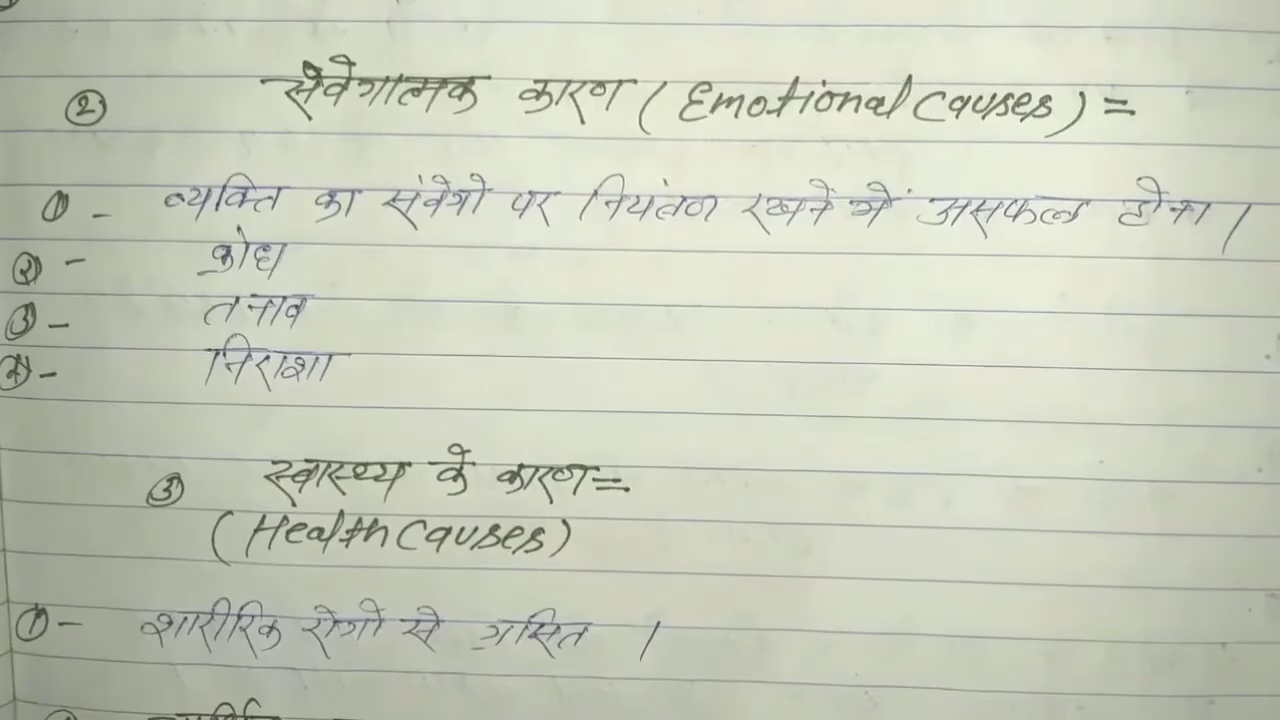 ② संवेगात्मक कारण ( Emotional Causes ) =
① - व्यक्ति का संवेगो पर नियंत्रण रखनें में असफल होना ।
② - क्रोध
③ - तनाव
④ - निराशा
③ स्वास्थ्य के कारण =
( Health Causes )
① - शारीरिक रोगो से ग्रसित ।